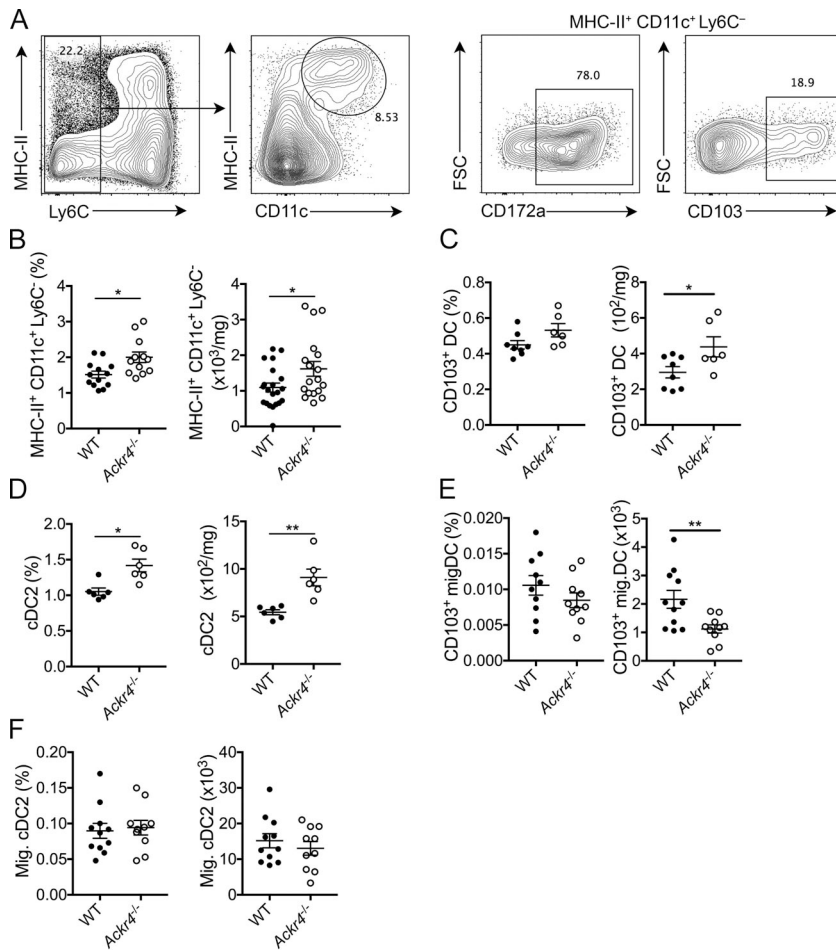 A
MHC-II⁺ CD11c⁺ Ly6C⁻
22.2
8.53
78.0
18.9
MHC-II
MHC-II
FSC
FSC
Ly6C
CD11c
CD172a
CD103
B
MHC-II⁺ CD11c⁺ Ly6C⁻ (%)
4
3
2
1
0
*
WT
Ackr4⁻/⁻
MHC-II⁺ CD11c⁺ Ly6C⁻
(x10³/mg)
4
3
2
1
0
*
WT
Ackr4⁻/⁻
C
CD103⁺ DC (%)
0.8
0.6
0.4
0.2
0.0
WT
Ackr4⁻/⁻
CD103⁺ DC (10²/mg)
8
6
4
2
0
*
WT
Ackr4⁻/⁻
D
cDC2 (%)
2.0
1.5
1.0
0.5
0.0
*
WT
Ackr4⁻/⁻
cDC2 (x10²/mg)
15
10
5
0
**
WT
Ackr4⁻/⁻
E
CD103⁺ migDC (%)
0.020
0.015
0.010
0.005
0.000
WT
Ackr4⁻/⁻
CD103⁺ mig.DC (x10³)
5
4
3
2
1
0
**
WT
Ackr4⁻/⁻
F
Mig. cDC2 (%)
0.20
0.15
0.10
0.05
0.00
WT
Ackr4⁻/⁻
Mig. cDC2 (x10³)
40
30
20
10
0
WT
Ackr4⁻/⁻